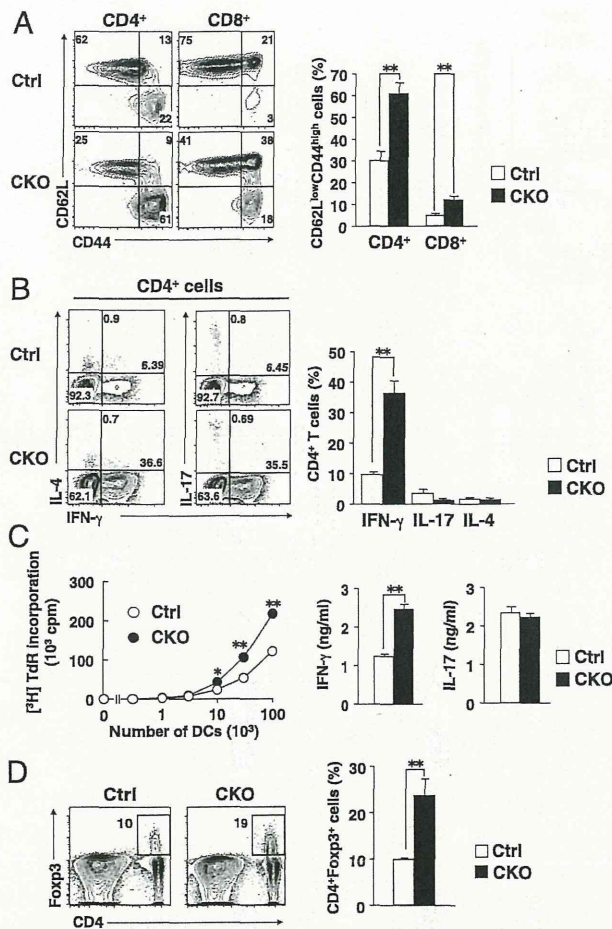 A
CD4+ CD8+
62 13 75 21
Ctrl
22 3
25 9 41 38
CKO
61 18
CD62L
CD44
CD62LlowCD44high cells (%)
70
60
50
40
30
20
10
0
** **
CD4+ CD8+
Ctrl
CKO
B
CD4+ cells
0.9 0.8
Ctrl
6.39 6.45
92.3 92.7
0.7 0.69
CKO
36.6 35.5
62.1 63.6
IL-4 IL-17
IFN-γ
CD4+ T cells (%)
50
40
30
20
10
0
**
IFN-γ IL-17 IL-4
Ctrl
CKO
C
[3H] TdR incorporation
(10³ cpm)
300
200
100
0
Ctrl
CKO
* ** **
0 1 10 100
Number of DCs (10³)
IFN-γ (ng/ml)
3
2
1
0
**
IL-17 (ng/ml)
3
2
1
0
Ctrl
CKO
D
Ctrl CKO
10 19
Foxp3
CD4
CD4+Foxp3+ cells (%)
30
20
10
0
**
Ctrl
CKO